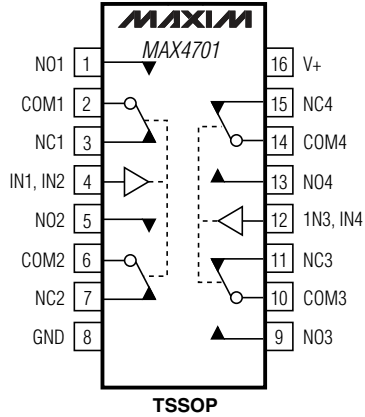 MAXIM
MAX4701
NO1 1
COM1 2
NC1 3
IN1, IN2 4
NO2 5
COM2 6
NC2 7
GND 8
16 V+
15 NC4
14 COM4
13 NO4
12 1N3, IN4
11 NC3
10 COM3
9 NO3
TSSOP